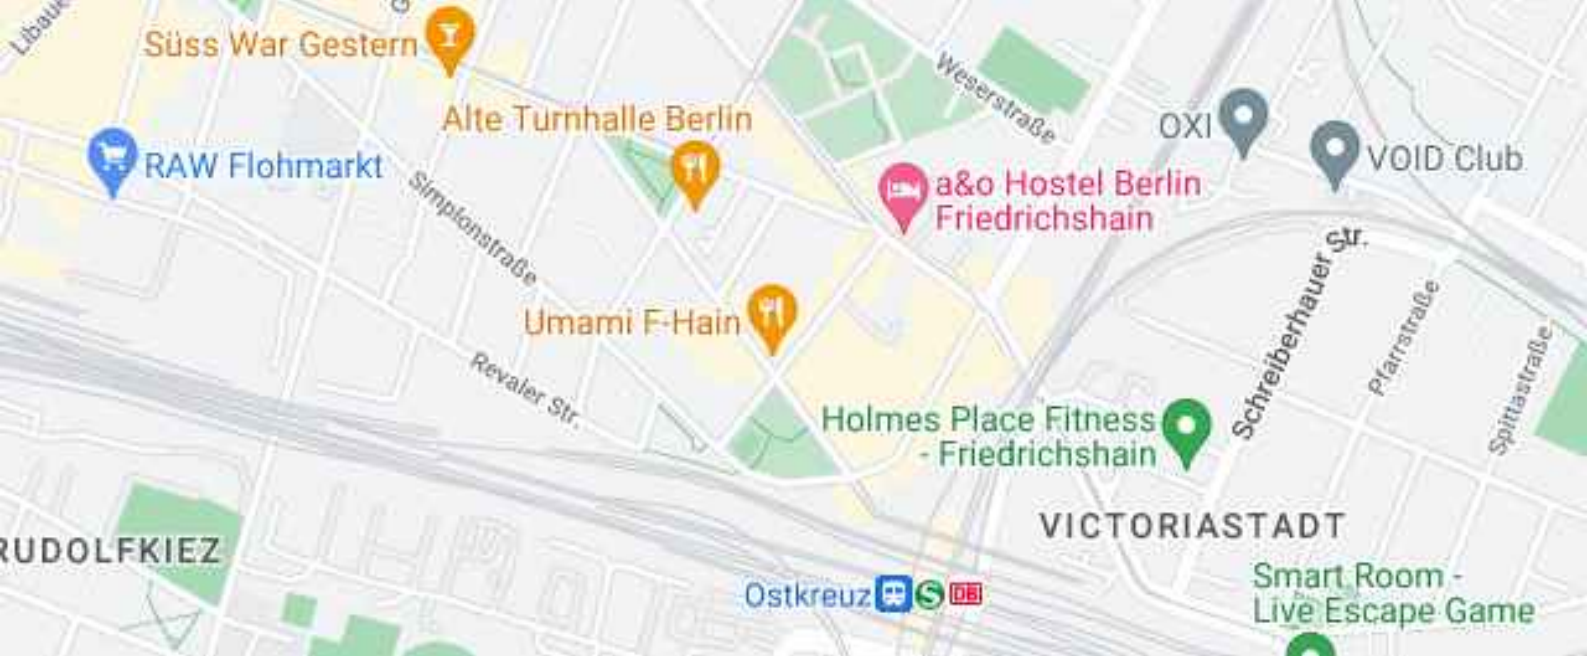 Süss War Gestern
Alte Turnhalle Berlin
Weserstraße
OXI
VOID Club
RAW Flohmarkt
Simplonstraße
a&o Hostel Berlin
Friedrichshain
Schreiberhauer Str.
Pfarrstraße
Spittastraße
Umami F-Hain
Revaler Str.
Holmes Place Fitness
- Friedrichshain
VICTORIASTADT
RUDOLFKIEZ
Ostkreuz
S
DB
Smart Room -
Live Escape Game